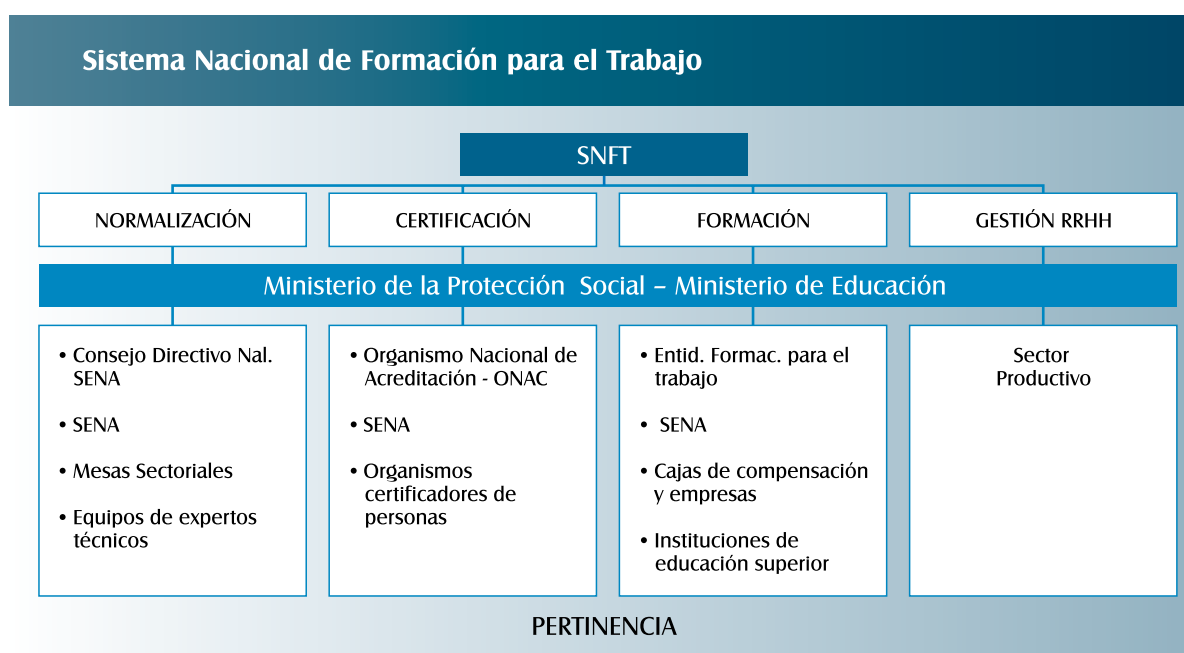 Sistema Nacional de Formación para el Trabajo
SNFT
NORMALIZACIÓN
CERTIFICACIÓN
FORMACIÓN
GESTIÓN RRHH
Ministerio de la Protección Social – Ministerio de Educación
• Consejo Directivo Nal.
SENA
• SENA
• Mesas Sectoriales
• Equipos de expertos
técnicos
• Organismo Nacional de
Acreditación - ONAC
• SENA
• Organismos
certificadores de
personas
• Entid. Formac. para el
trabajo
• SENA
• Cajas de compensación
y empresas
• Instituciones de
educación superior
Sector
Productivo
PERTINENCIA